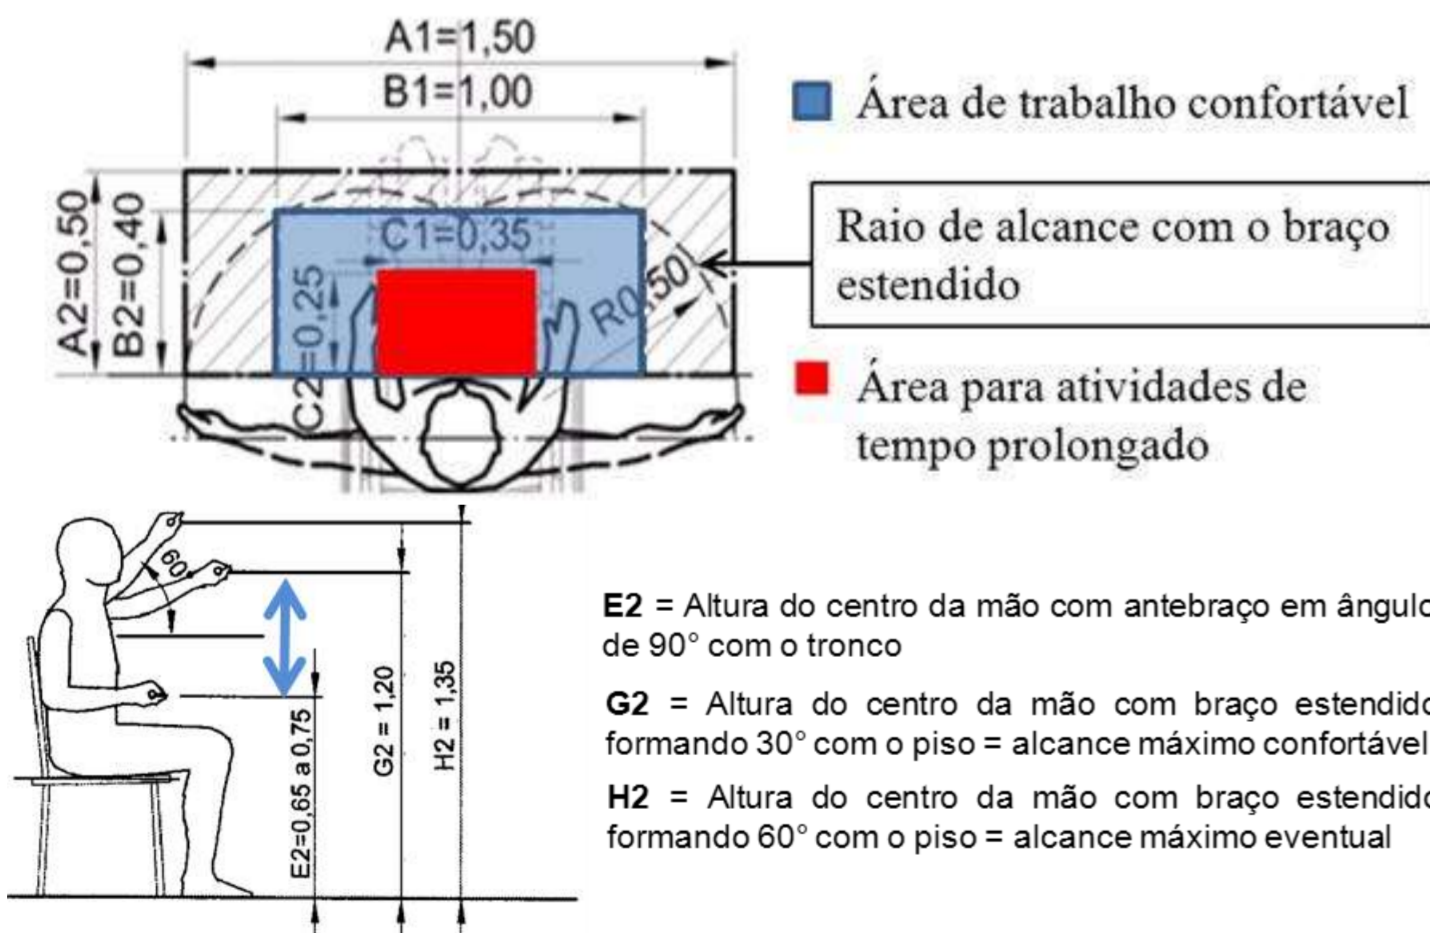 A1=1,50
B1=1,00
A2=0,50
B2=0,40
C1=0,35
C2=0,25
R0,50
Área de trabalho confortável
Raio de alcance com o braço
estendido
Área para atividades de
tempo prolongado
60
E2=0,65 a 0,75
G2 = 1,20
H2 = 1,35
E2 = Altura do centro da mão com antebraço em ângulo
de 90° com o tronco
G2 = Altura do centro da mão com braço estendido
formando 30° com o piso = alcance máximo confortável
H2 = Altura do centro da mão com braço estendido
formando 60° com o piso = alcance máximo eventual